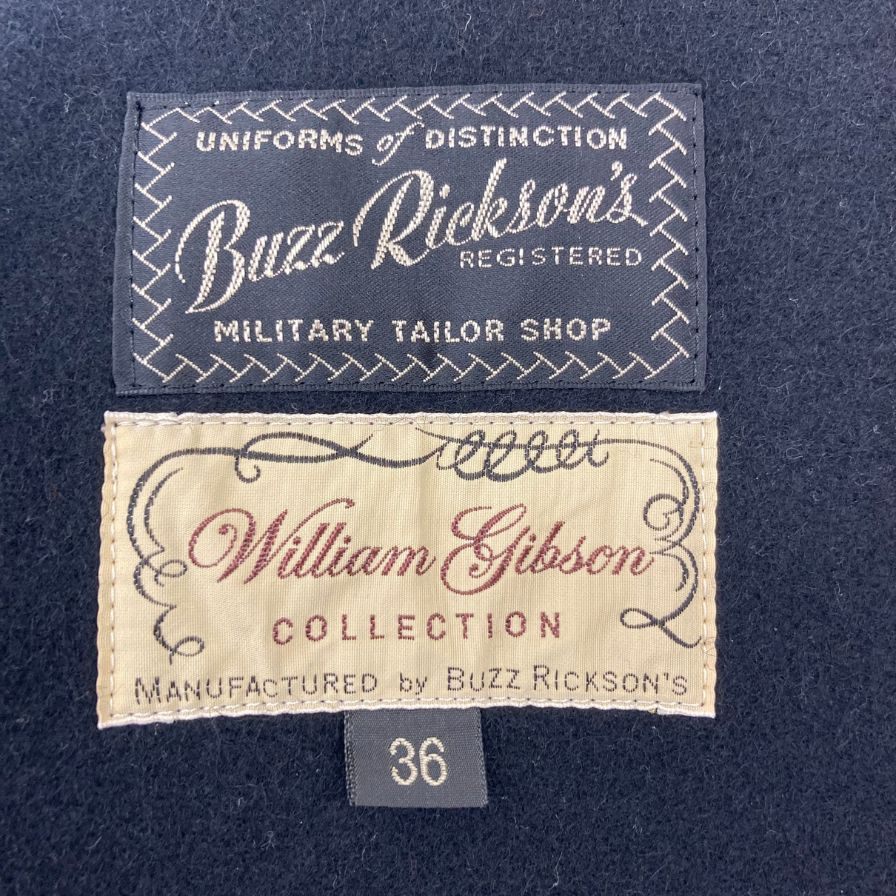 UNIFORMS of DISTINCTION
Buzz Rickson's
REGISTERED
MILITARY TAILOR SHOP
William Gibson
COLLECTION
MANUFACTURED by BUZZ RICKSON'S
36